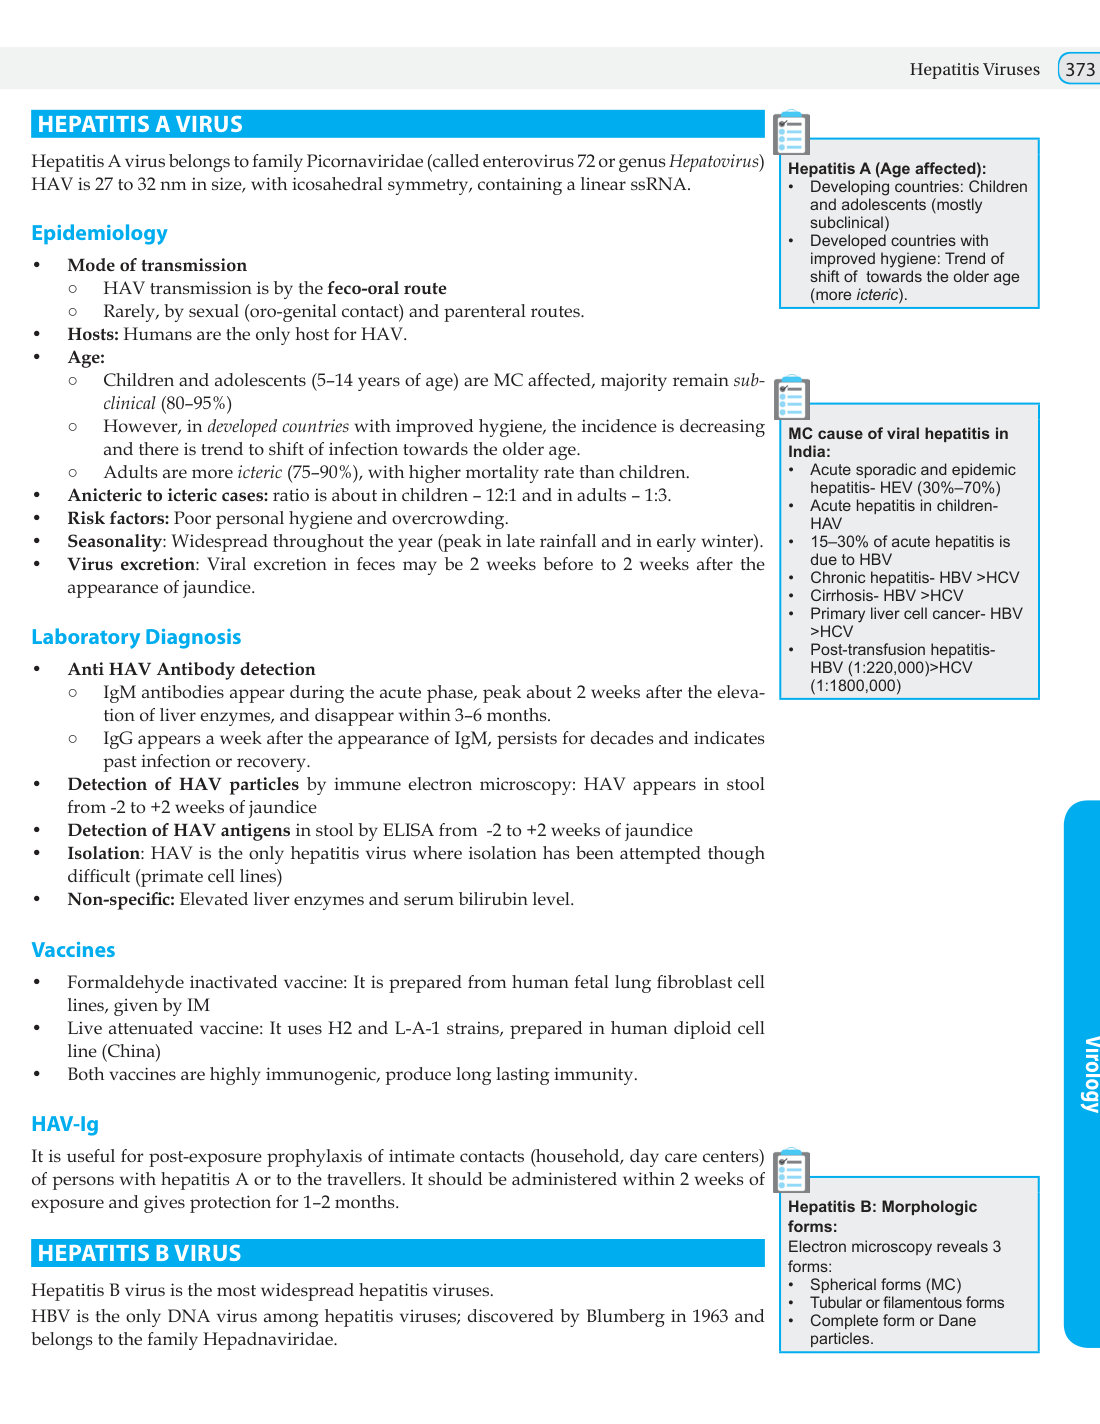 Hepatitis Viruses 373
HEPATITIS A VIRUS
Hepatitis A virus belongs to family Picornaviridae (called enterovirus 72 or genus Hepatovirus)
HAV is 27 to 32 nm in size, with icosahedral symmetry, containing a linear ssRNA.
Epidemiology
• Mode of transmission
○ HAV transmission is by the feco-oral route
○ Rarely, by sexual (oro-genital contact) and parenteral routes.
• Hosts: Humans are the only host for HAV.
• Age:
○ Children and adolescents (5–14 years of age) are MC affected, majority remain sub-
clinical (80–95%)
○ However, in developed countries with improved hygiene, the incidence is decreasing
and there is trend to shift of infection towards the older age.
○ Adults are more icteric (75–90%), with higher mortality rate than children.
• Anicteric to icteric cases: ratio is about in children – 12:1 and in adults – 1:3.
• Risk factors: Poor personal hygiene and overcrowding.
• Seasonality: Widespread throughout the year (peak in late rainfall and in early winter).
• Virus excretion: Viral excretion in feces may be 2 weeks before to 2 weeks after the
appearance of jaundice.
Laboratory Diagnosis
• Anti HAV Antibody detection
○ IgM antibodies appear during the acute phase, peak about 2 weeks after the eleva-
tion of liver enzymes, and disappear within 3–6 months.
○ IgG appears a week after the appearance of IgM, persists for decades and indicates
past infection or recovery.
• Detection of HAV particles by immune electron microscopy: HAV appears in stool
from -2 to +2 weeks of jaundice
• Detection of HAV antigens in stool by ELISA from -2 to +2 weeks of jaundice
• Isolation: HAV is the only hepatitis virus where isolation has been attempted though
difficult (primate cell lines)
• Non-specific: Elevated liver enzymes and serum bilirubin level.
Vaccines
• Formaldehyde inactivated vaccine: It is prepared from human fetal lung fibroblast cell
lines, given by IM
• Live attenuated vaccine: It uses H2 and L-A-1 strains, prepared in human diploid cell
line (China)
• Both vaccines are highly immunogenic, produce long lasting immunity.
HAV-Ig
It is useful for post-exposure prophylaxis of intimate contacts (household, day care centers)
of persons with hepatitis A or to the travellers. It should be administered within 2 weeks of
exposure and gives protection for 1–2 months.
HEPATITIS B VIRUS
Hepatitis B virus is the most widespread hepatitis viruses.
HBV is the only DNA virus among hepatitis viruses; discovered by Blumberg in 1963 and
belongs to the family Hepadnaviridae.
Hepatitis A (Age affected):
• Developing countries: Children
and adolescents (mostly
subclinical)
• Developed countries with
improved hygiene: Trend of
shift of towards the older age
(more icteric).
MC cause of viral hepatitis in
India:
• Acute sporadic and epidemic
hepatitis- HEV (30%–70%)
• Acute hepatitis in children-
HAV
• 15–30% of acute hepatitis is
due to HBV
• Chronic hepatitis- HBV >HCV
• Cirrhosis- HBV >HCV
• Primary liver cell cancer- HBV
>HCV
• Post-transfusion hepatitis-
HBV (1:220,000)>HCV
(1:1800,000)
Hepatitis B: Morphologic
forms:
Electron microscopy reveals 3
forms:
• Spherical forms (MC)
• Tubular or filamentous forms
• Complete form or Dane
particles.
Virology